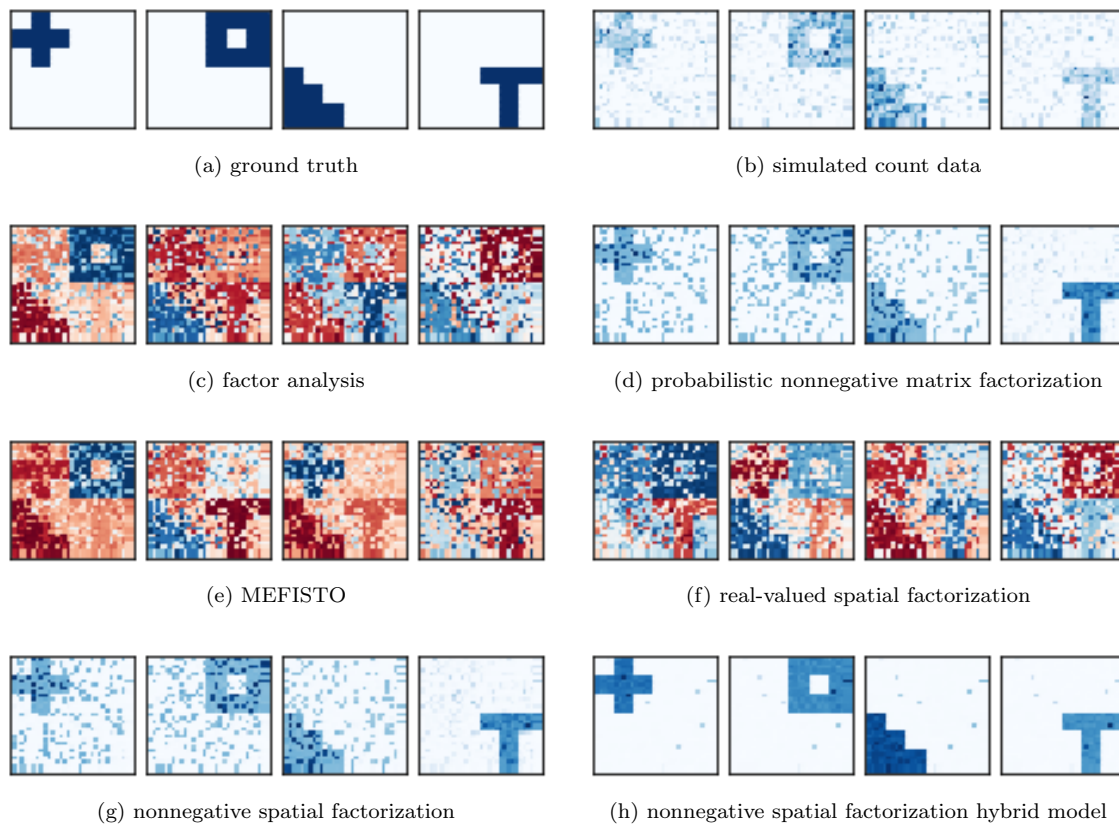 (a) ground truth
(b) simulated count data
(c) factor analysis
(d) probabilistic nonnegative matrix factorization
(e) MEFISTO
(f) real-valued spatial factorization
(g) nonnegative spatial factorization
(h) nonnegative spatial factorization hybrid model